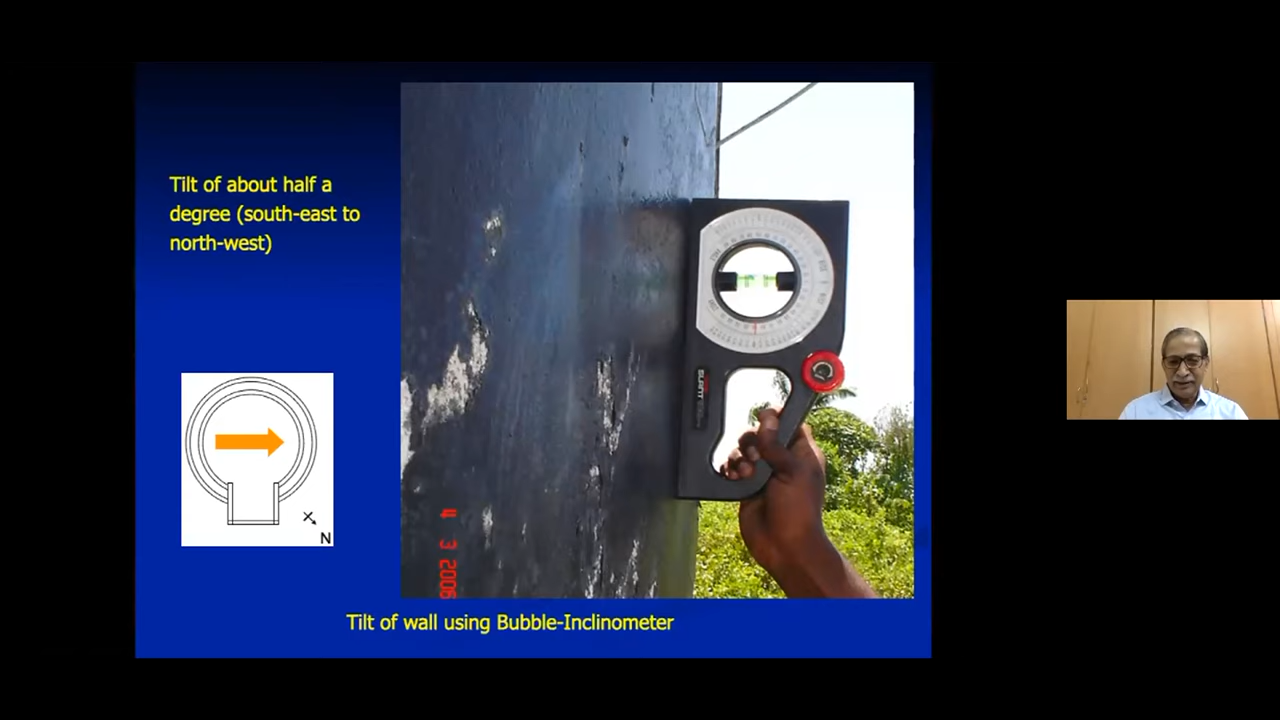 Tilt of about half a
degree (south-east to
north-west)
N
4 3 2006
Tilt of wall using Bubble-Inclinometer